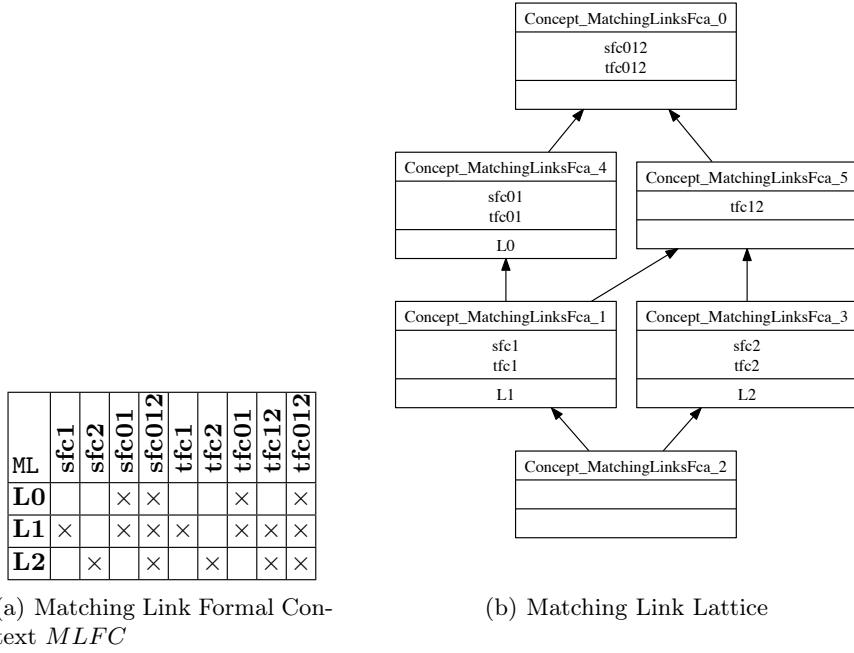 Concept_MatchingLinksFca_0
sfc012
tfc012
Concept_MatchingLinksFca_4
sfc01
tfc01
L0
Concept_MatchingLinksFca_5
tfc12
Concept_MatchingLinksFca_1
sfc1
tfc1
L1
Concept_MatchingLinksFca_3
sfc2
tfc2
L2
Concept_MatchingLinksFca_2
ML sfc1 sfc2 sfc01 sfc012 tfc1 tfc2 tfc01 tfc12 tfc012
L0 × × × ×
L1 × × × × × × ×
L2 × × × × ×
a) Matching Link Formal Con-
text MLFC
(b) Matching Link Lattice